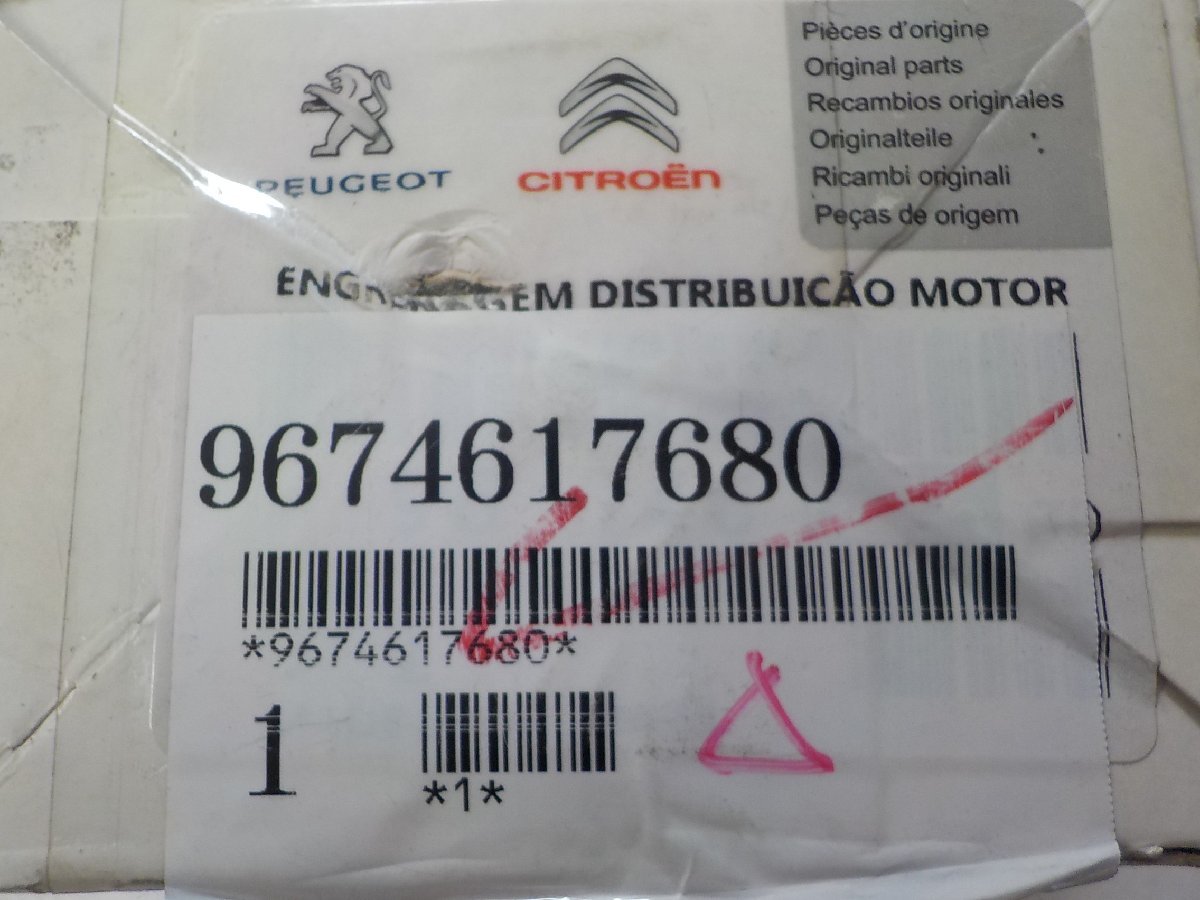 PEUGEOT
CITROËN
Pièces d'origine
Original parts
Recambios originales
Originalteile
Ricambi originali
Peças de origem
DISTRIBUICÃO MOTOR
9674617680
*9674617680*
1
*1*